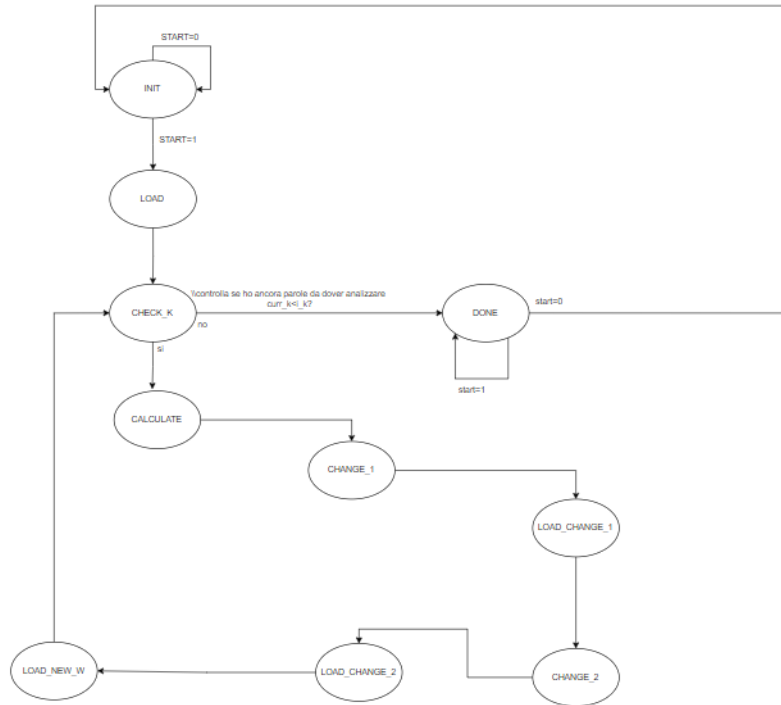 START=0
INIT
START=1
LOAD
\\controlla se ho ancora parole da dover analizzare
curr_k<i_k?
CHECK_K
no
si
DONE
start=0
start=1
CALCULATE
CHANGE_1
LOAD_CHANGE_1
LOAD_NEW_W
LOAD_CHANGE_2
CHANGE_2